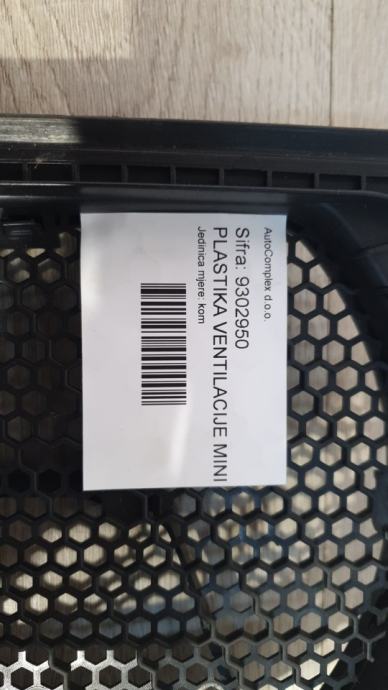 AutoComplex d.o.o.
Sifra: 9302950
PLASTIKA VENTILACIJE MINI
Jedinica mjere: kom